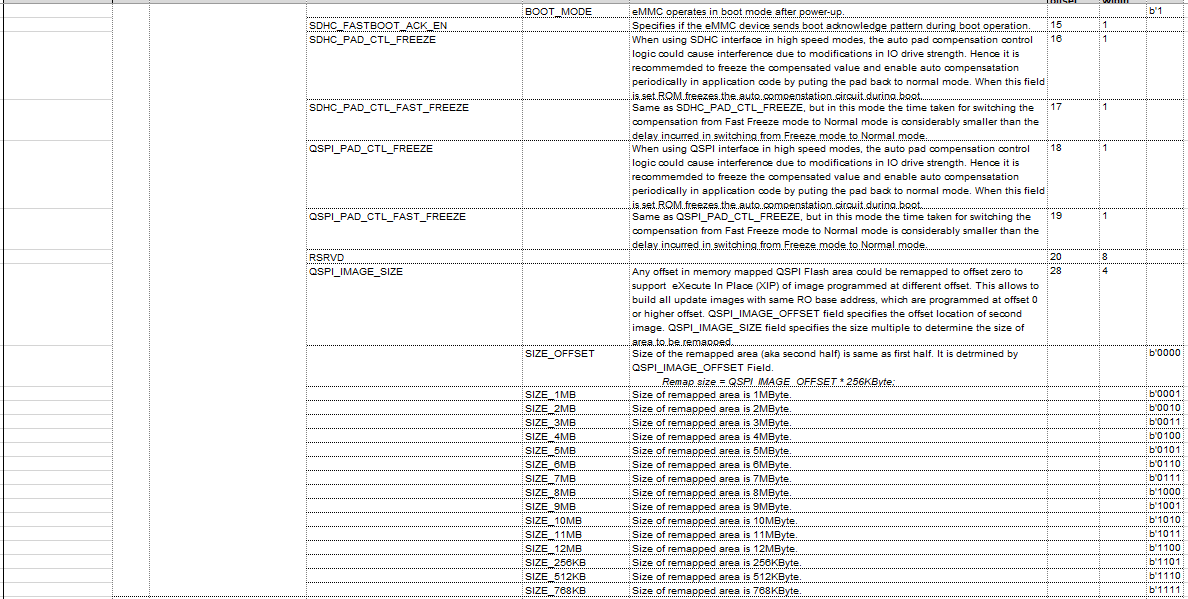 BOOT_MODE eMMC operates in boot mode after power-up. b'1
SDHC_FASTBOOT_ACK_EN Specifies if the eMMC device sends boot acknowledge pattern during boot operation. 15 1
SDHC_PAD_CTL_FREEZE When using SDHC interface in high speed modes, the auto pad compensation control 16 1
logic could cause interference due to modifications in IO drive strength. Hence it is
recommemded to freeze the compensated value and enable auto compensatation
periodically in application code by puting the pad back to normal mode. When this field
is set ROM freezes the auto compenstation circuit during boot.
SDHC_PAD_CTL_FAST_FREEZE Same as SDHC_PAD_CTL_FREEZE, but in this mode the time taken for switching the 17 1
compensation from Fast Freeze mode to Normal mode is considerably smaller than the
delay incurred in switching from Freeze mode to Normal mode.
QSPI_PAD_CTL_FREEZE When using QSPI interface in high speed modes, the auto pad compensation control 18 1
logic could cause interference due to modifications in IO drive strength. Hence it is
recommemded to freeze the compensated value and enable auto compensatation
periodically in application code by puting the pad back to normal mode. When this field
is set ROM freezes the auto compenstation circuit during boot.
QSPI_PAD_CTL_FAST_FREEZE Same as QSPI_PAD_CTL_FREEZE, but in this mode the time taken for switching the 19 1
compensation from Fast Freeze mode to Normal mode is considerably smaller than the
delay incurred in switching from Freeze mode to Normal mode.
RSRVD 20 8
QSPI_IMAGE_SIZE Any offset in memory mapped QSPI Flash area could be remapped to offset zero to 28 4
support eXecute In Place (XIP) of image programmed at different offset. This allows to
build all update images with same RO base address, which are programmed at offset 0
or higher offset. QSPI_IMAGE_OFFSET field specifies the offset location of second
image. QSPI_IMAGE_SIZE field specifies the size multiple to determine the size of
area to be remapped.
SIZE_OFFSET Size of the remapped area (aka second half) is same as first half. It is detrmined by b'0000
QSPI_IMAGE_OFFSET Field.
Remap size = QSPI_IMAGE_OFFSET * 256KByte;
SIZE_1MB Size of remapped area is 1MByte. b'0001
SIZE_2MB Size of remapped area is 2MByte. b'0010
SIZE_3MB Size of remapped area is 3MByte. b'0011
SIZE_4MB Size of remapped area is 4MByte. b'0100
SIZE_5MB Size of remapped area is 5MByte. b'0101
SIZE_6MB Size of remapped area is 6MByte. b'0110
SIZE_7MB Size of remapped area is 7MByte. b'0111
SIZE_8MB Size of remapped area is 8MByte. b'1000
SIZE_9MB Size of remapped area is 9MByte. b'1001
SIZE_10MB Size of remapped area is 10MByte. b'1010
SIZE_11MB Size of remapped area is 11MByte. b'1011
SIZE_12MB Size of remapped area is 12MByte. b'1100
SIZE_256KB Size of remapped area is 256KByte. b'1101
SIZE_512KB Size of remapped area is 512KByte. b'1110
SIZE_768KB Size of remapped area is 768KByte. b'1111